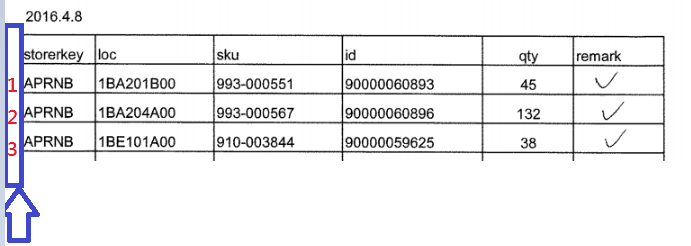 2016.4.8
storerkey loc sku id qty remark
1 APRNB 1BA201B00 993-000551 90000060893 45
2 APRNB 1BA204A00 993-000567 90000060896 132
3 APRNB 1BE101A00 910-003844 90000059625 38